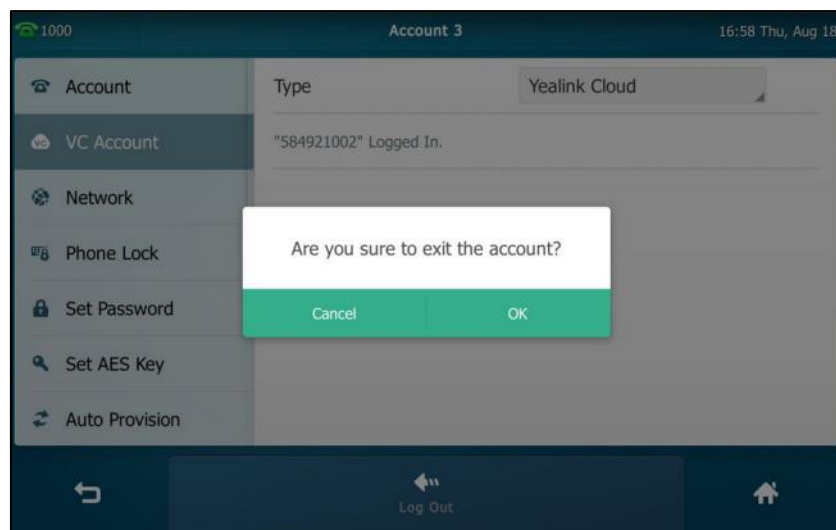 1000 Account 3 16:58 Thu, Aug 18
Account
VC Account
Network
Phone Lock
Set Password
Set AES Key
Auto Provision
Type Yealink Cloud
"584921002" Logged In.
Are you sure to exit the account?
Cancel OK
Log Out